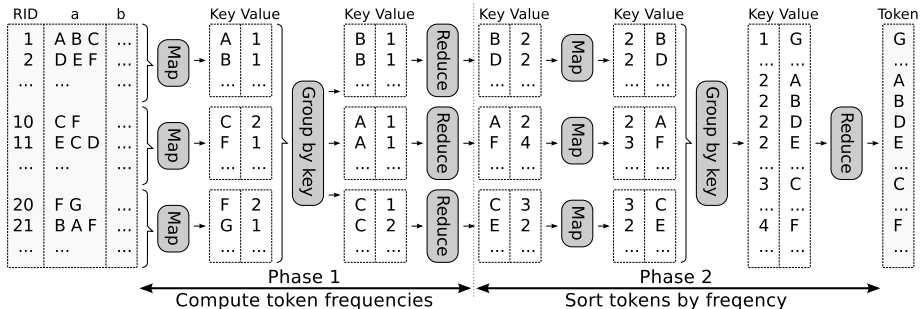 RID a b Key Value Key Value Key Value Key Value Key Value Token
1 A B C ... A 1 B 1 B 2 2 B 1 G G
2 D E F ... B 1 B 1 D 2 2 D ... ...
... ... ... ... ... ... ... ... ... ... ... 2 A A
Map Reduce Map
2 B B
10 C F ... C 2 A 1 A 2 2 A 2 D D
11 E C D ... F 1 A 1 F 4 3 F 2 E E
... ... ... ... ... ... ... ... ... ... ... ... ...
Map Group by key Reduce Map Group by key Reduce
3 C C
20 F G ... F 2 C 1 C 3 3 C ... ...
21 B A F ... G 1 C 2 E 2 2 E 4 F F
... ... ... ... ... ... ... ... ... ... ... ... ...
Map Reduce Map
Phase 1 Phase 2
Compute token frequencies Sort tokens by freqency